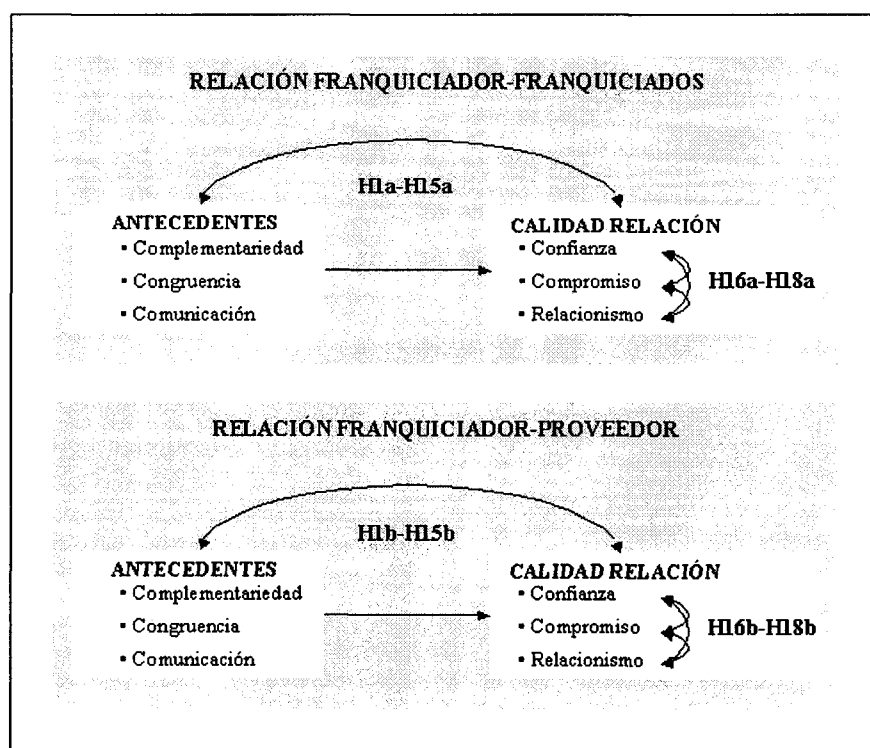 RELACIÓN FRANQUICIADOR-FRANQUICIADOS
H1a-H15a
ANTECEDENTES
▪ Complementariedad
▪ Congruencia
▪ Comunicación
CALIDAD RELACIÓN
▪ Confianza
▪ Compromiso
▪ Relacionismo
H16a-H18a
RELACIÓN FRANQUICIADOR-PROVEEDOR
H1b-H15b
ANTECEDENTES
▪ Complementariedad
▪ Congruencia
▪ Comunicación
CALIDAD RELACIÓN
▪ Confianza
▪ Compromiso
▪ Relacionismo
H16b-H18b